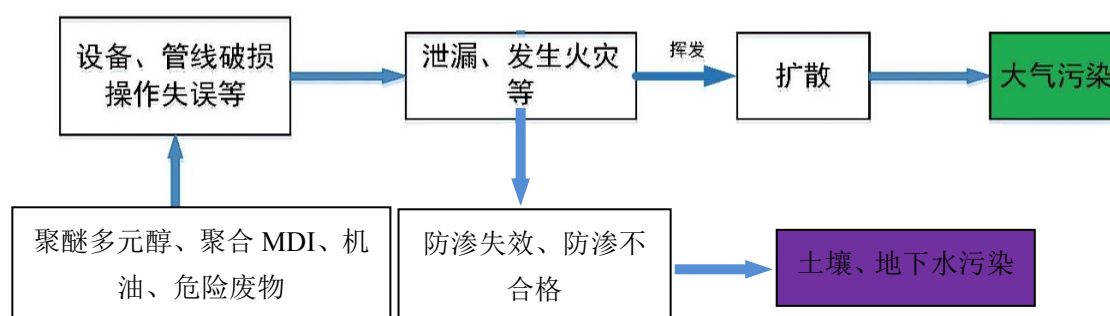 设备、管线破损
操作失误等
泄漏、发生火灾
等
挥发
扩散
大气污染
聚醚多元醇、聚合 MDI、机
油、危险废物
防渗失效、防渗不
合格
土壤、地下水污染